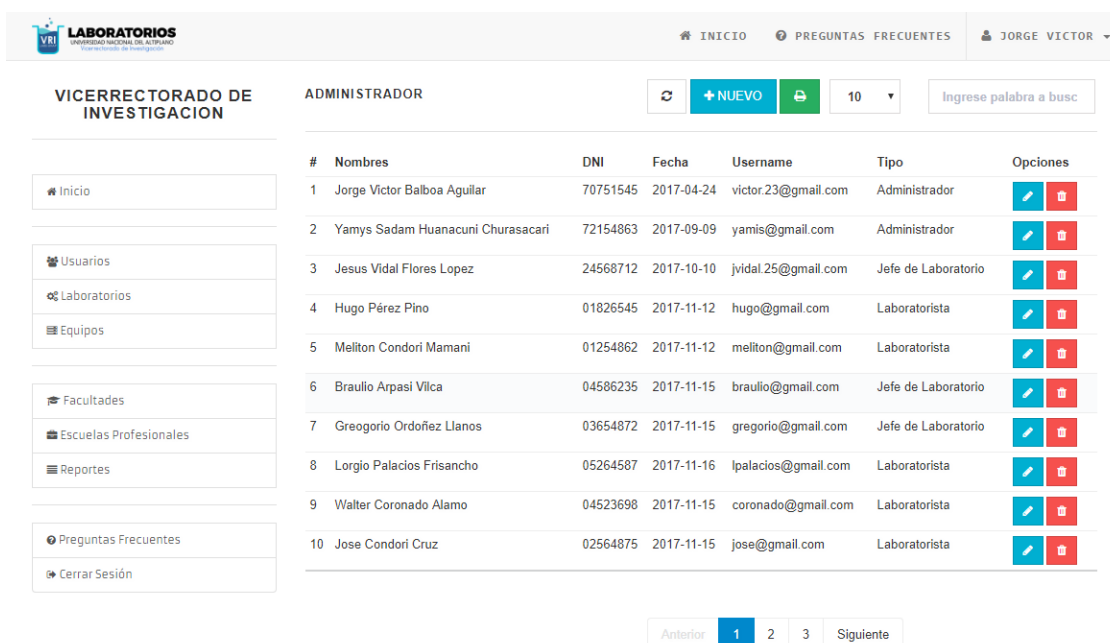 VRI LABORATORIOS
UNIVERSIDAD NACIONAL DEL ALTIPLANO
Vicerrectorado de Investigación
INICIO PREGUNTAS FRECUENTES JORGE VICTOR
VICERRECTORADO DE
INVESTIGACION
Inicio
Usuarios
Laboratorios
Equipos
Facultades
Escuelas Profesionales
Reportes
Preguntas Frecuentes
Cerrar Sesión
ADMINISTRADOR
+ NUEVO 10 Ingrese palabra a busc
# Nombres DNI Fecha Username Tipo Opciones
1 Jorge Victor Balboa Aguilar 70751545 2017-04-24 victor.23@gmail.com Administrador
2 Yamys Sadam Huanacuni Churasacari 72154863 2017-09-09 yamis@gmail.com Administrador
3 Jesus Vidal Flores Lopez 24568712 2017-10-10 jvidal.25@gmail.com Jefe de Laboratorio
4 Hugo Pérez Pino 01826545 2017-11-12 hugo@gmail.com Laboratorista
5 Meliton Condori Mamani 01254862 2017-11-12 meliton@gmail.com Laboratorista
6 Braulio Arpasi Vilca 04586235 2017-11-15 braulio@gmail.com Jefe de Laboratorio
7 Greogorio Ordoñez Llanos 03654872 2017-11-15 gregorio@gmail.com Jefe de Laboratorio
8 Lorgio Palacios Frisancho 05264587 2017-11-16 lpalacios@gmail.com Laboratorista
9 Walter Coronado Alamo 04523698 2017-11-15 coronado@gmail.com Laboratorista
10 Jose Condori Cruz 02564875 2017-11-15 jose@gmail.com Laboratorista
Anterior 1 2 3 Siguiente